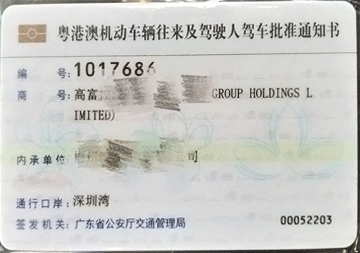 粤港澳机动车辆往来及驾驶人驾车批准通知书
编 号:1017686
商 号:高富 GROUP HOLDINGS L
IMITED)
内承单位 司
通行口岸:深圳湾
签发机关:广东省公安厅交通管理局 00052203